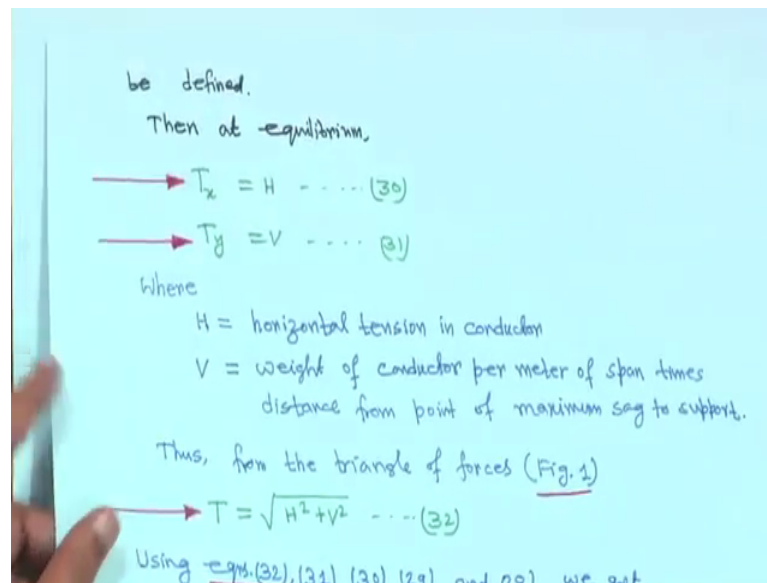 be defined.
Then at equilibrium,
Tx = H - - - - - (30)
Ty = V - - - - (31)
Where
H = horizontal tension in conductor
V = weight of conductor per meter of span times
distance from point of maximum sag to support.
Thus, from the triangle of forces (Fig. 1)
T = √H²+V² - - - - (32)
Using eqns.(32), (31), (30), (29) and we get